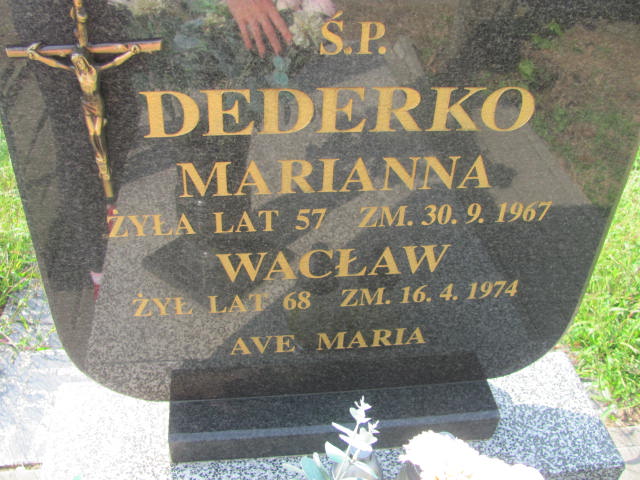 Ś.P.
DEDERKO
MARIANNA
ŻYŁA LAT 57 ZM. 30. 9. 1967
WACŁAW
ŻYŁ LAT 68 ZM. 16. 4. 1974
AVE MARIA